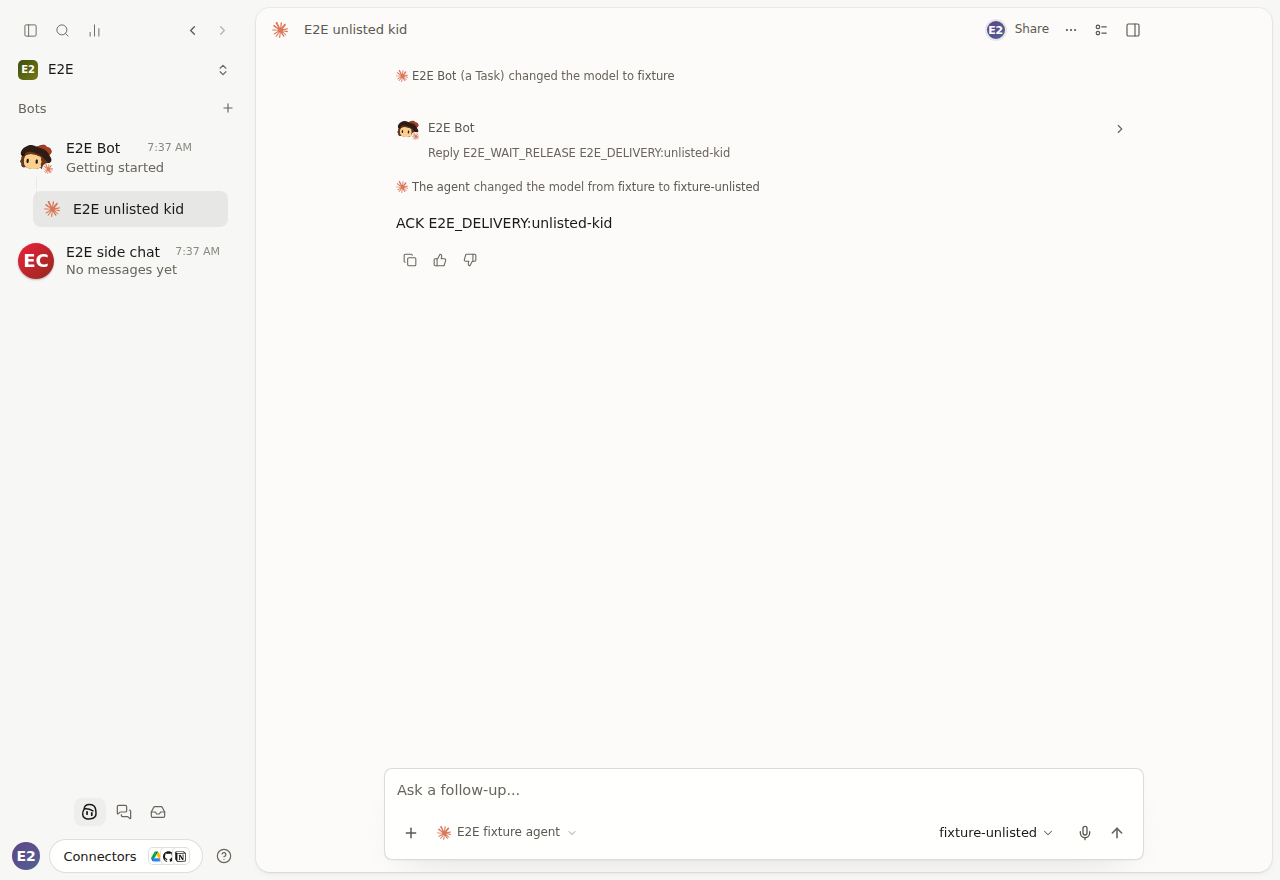 E2 E2E
Bots
E2E Bot 7:37 AM
Getting started
E2E unlisted kid
EC E2E side chat 7:37 AM
No messages yet
E2 Connectors
E2E unlisted kid
E2 Share
E2E Bot (a Task) changed the model to fixture
E2E Bot
Reply E2E_WAIT_RELEASE E2E_DELIVERY:unlisted-kid
The agent changed the model from fixture to fixture-unlisted
ACK E2E_DELIVERY:unlisted-kid
Ask a follow-up...
E2E fixture agent
fixture-unlisted